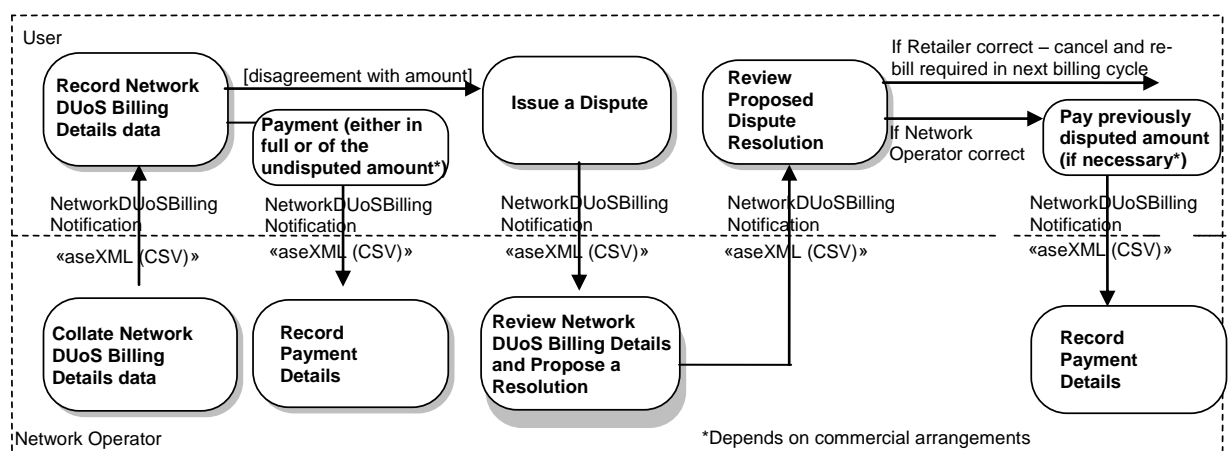 User
Record Network
DUoS Billing
Details data
[disagreement with amount]
Payment (either in
full or of the
undisputed amount*)
Issue a Dispute
Review
Proposed
Dispute
Resolution
If Retailer correct – cancel and re-
bill required in next billing cycle
If Network
Operator correct
Pay previously
disputed amount
(if necessary*)
NetworkDUoSBilling
Notification
«aseXML (CSV)»
NetworkDUoSBilling
Notification
«aseXML (CSV)»
NetworkDUoSBilling
Notification
«aseXML (CSV)»
NetworkDUoSBilling
Notification
«aseXML (CSV)»
NetworkDUoSBilling
Notification
«aseXML (CSV)»
Collate Network
DUoS Billing
Details data
Record
Payment
Details
Review Network
DUoS Billing Details
and Propose a
Resolution
Record
Payment
Details
Network Operator
*Depends on commercial arrangements